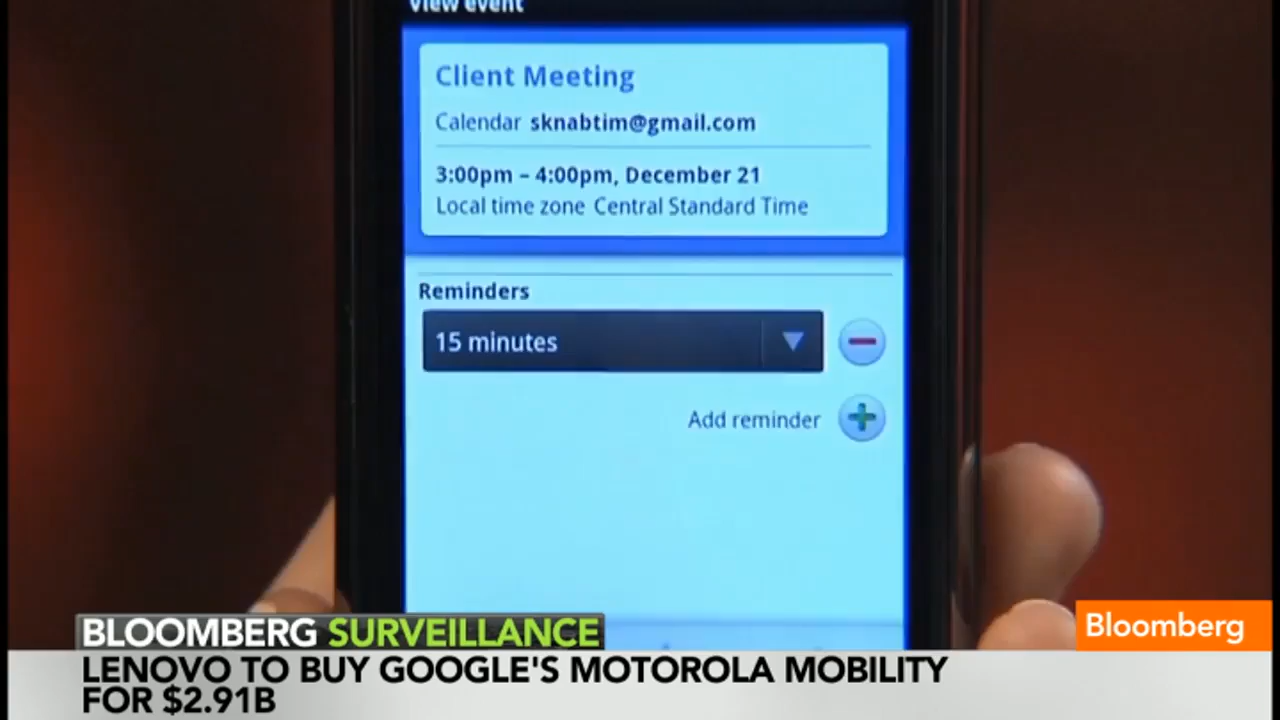 View event
Client Meeting
Calendar sknabtim@gmail.com
3:00pm – 4:00pm, December 21
Local time zone Central Standard Time
Reminders
15 minutes
Add reminder
BLOOMBERG SURVEILLANCE
Bloomberg
LENOVO TO BUY GOOGLE'S MOTOROLA MOBILITY
FOR $2.91B